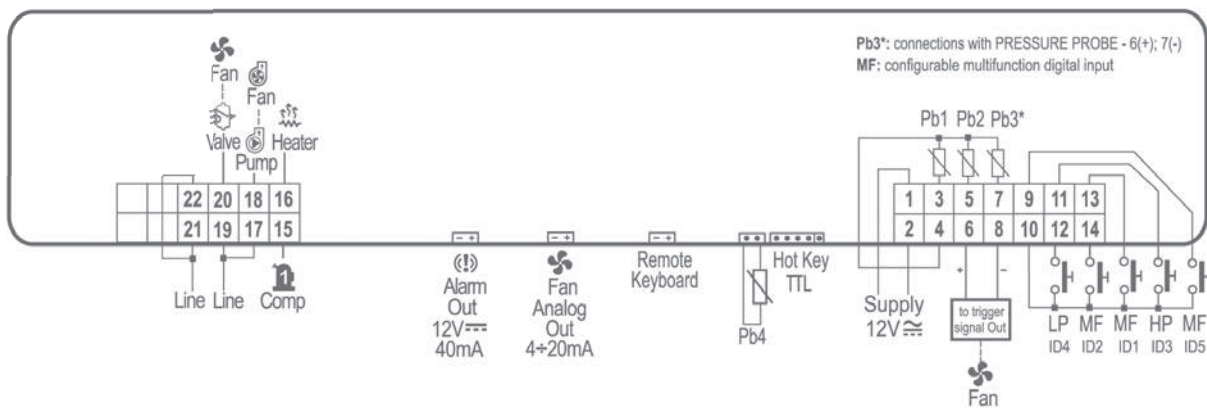 Pb3*: connections with PRESSURE PROBE - 6(+); 7(-)
MF: configurable multifunction digital input
Fan
Fan
Valve
Heater
Pump
22 20 18 16
21 19 17 15
Line Line
1
Comp
- +
Alarm
Out
12V
40mA
- +
Fan
Analog
Out
4÷20mA
- +
Remote
Keyboard
Pb4
Hot Key
TTL
Pb1 Pb2 Pb3*
1 3 5 7 9 11 13
2 4 6 8 10 12 14
Supply
12V
+ −
to trigger
signal Out
Fan
LP MF MF HP MF
ID4 ID2 ID1 ID3 ID5